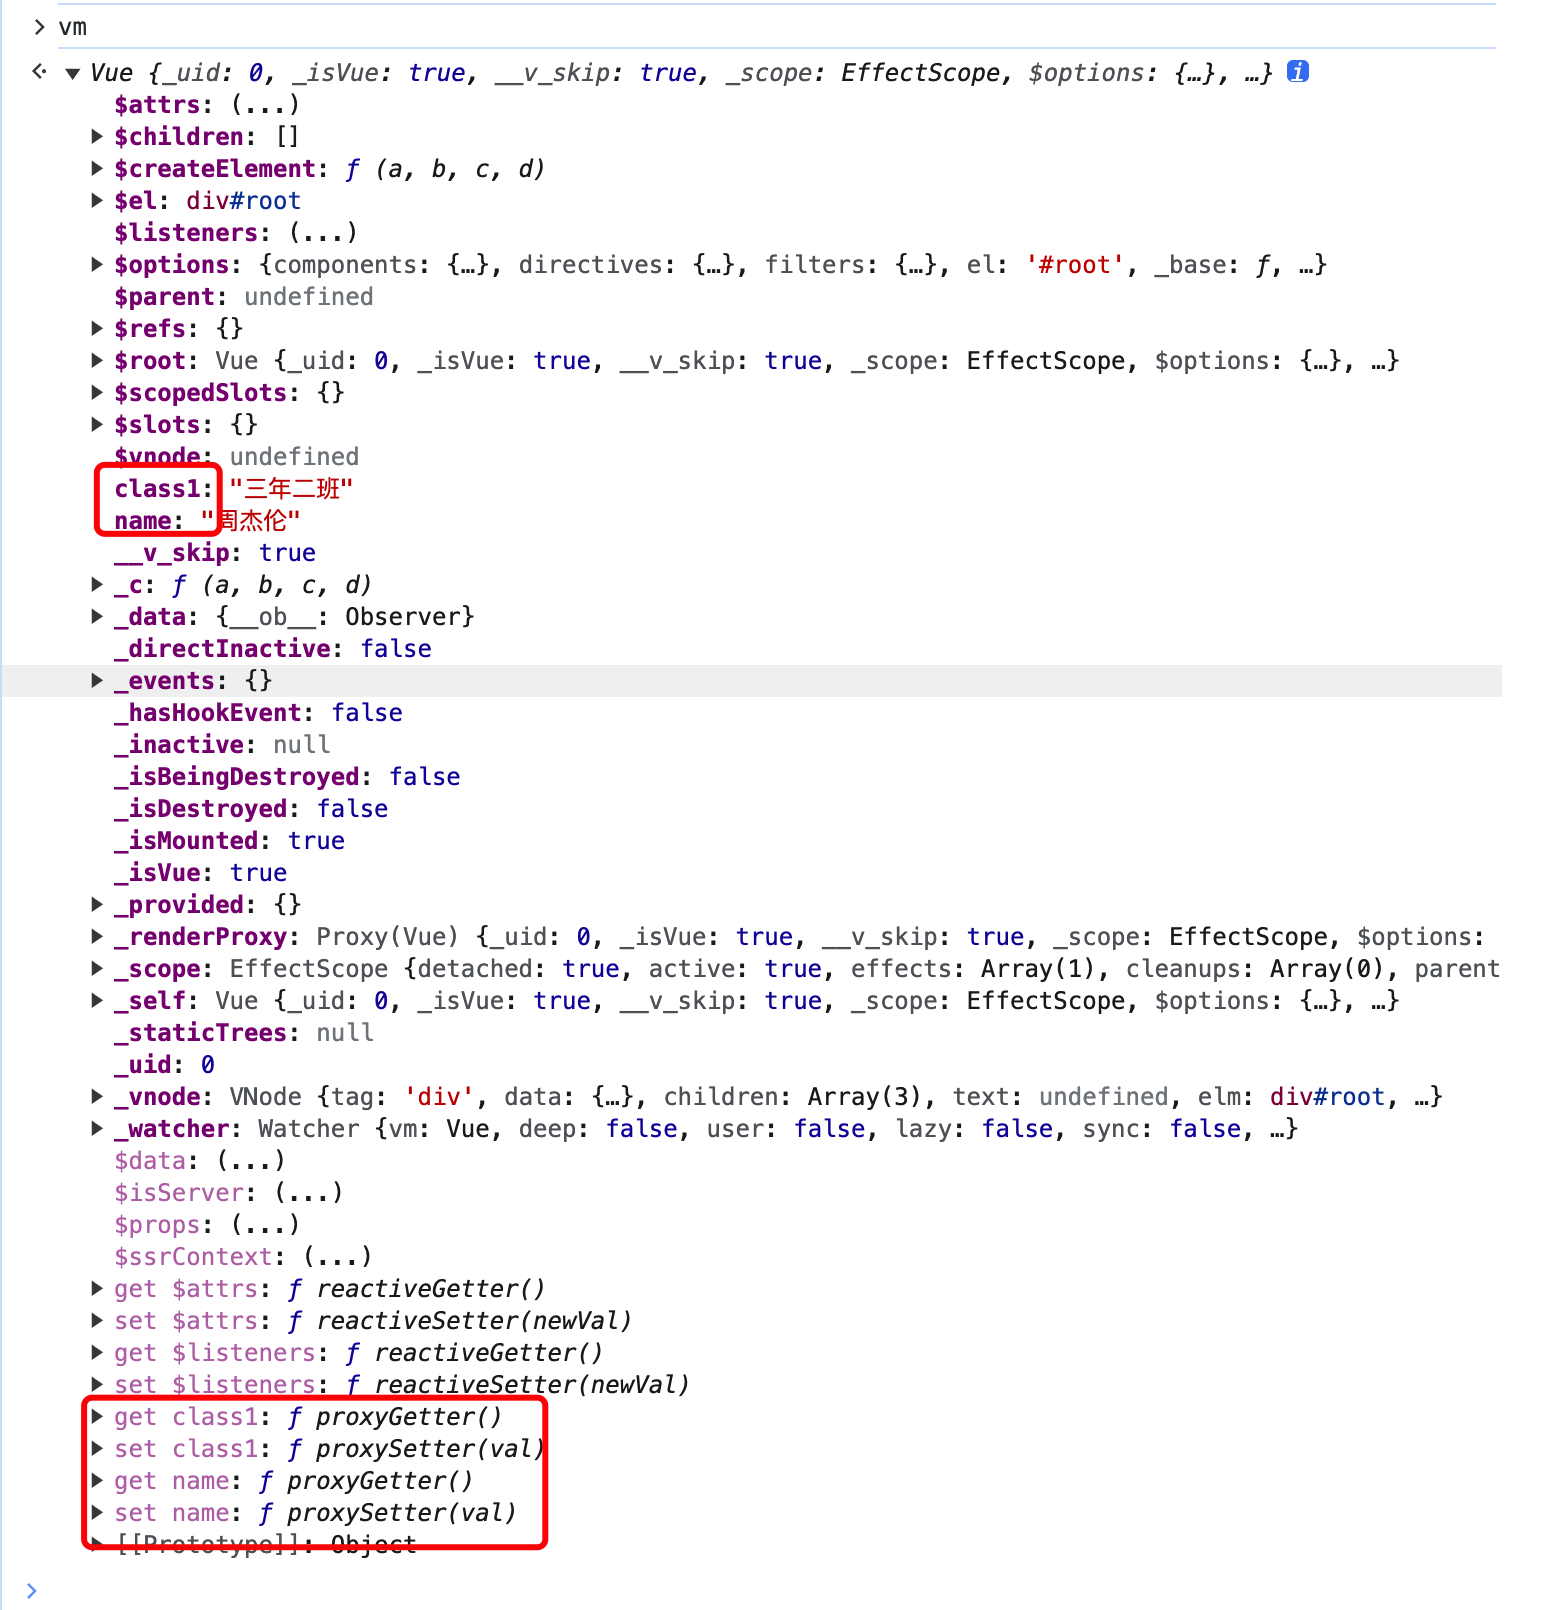 vm
Vue {_uid: 0, _isVue: true, __v_skip: true, _scope: EffectScope, $options: {…}, …} i
$attrs: (...)
$children: []
$createElement: ƒ (a, b, c, d)
$el: div#root
$listeners: (...)
$options: {components: {…}, directives: {…}, filters: {…}, el: '#root', _base: ƒ, …}
$parent: undefined
$refs: {}
$root: Vue {_uid: 0, _isVue: true, __v_skip: true, _scope: EffectScope, $options: {…}, …}
$scopedSlots: {}
$slots: {}
$vnode: undefined
class1: "三年二班"
name: "周杰伦"
__v_skip: true
_c: ƒ (a, b, c, d)
_data: {__ob__: Observer}
_directInactive: false
_events: {}
_hasHookEvent: false
_inactive: null
_isBeingDestroyed: false
_isDestroyed: false
_isMounted: true
_isVue: true
_provided: {}
_renderProxy: Proxy(Vue) {_uid: 0, _isVue: true, __v_skip: true, _scope: EffectScope, $options:
_scope: EffectScope {detached: true, active: true, effects: Array(1), cleanups: Array(0), parent
_self: Vue {_uid: 0, _isVue: true, __v_skip: true, _scope: EffectScope, $options: {…}, …}
_staticTrees: null
_uid: 0
_vnode: VNode {tag: 'div', data: {…}, children: Array(3), text: undefined, elm: div#root, …}
_watcher: Watcher {vm: Vue, deep: false, user: false, lazy: false, sync: false, …}
$data: (...)
$isServer: (...)
$props: (...)
$ssrContext: (...)
get $attrs: ƒ reactiveGetter()
set $attrs: ƒ reactiveSetter(newVal)
get $listeners: ƒ reactiveGetter()
set $listeners: ƒ reactiveSetter(newVal)
get class1: ƒ proxyGetter()
set class1: ƒ proxySetter(val)
get name: ƒ proxyGetter()
set name: ƒ proxySetter(val)
[[Prototype]]: Object